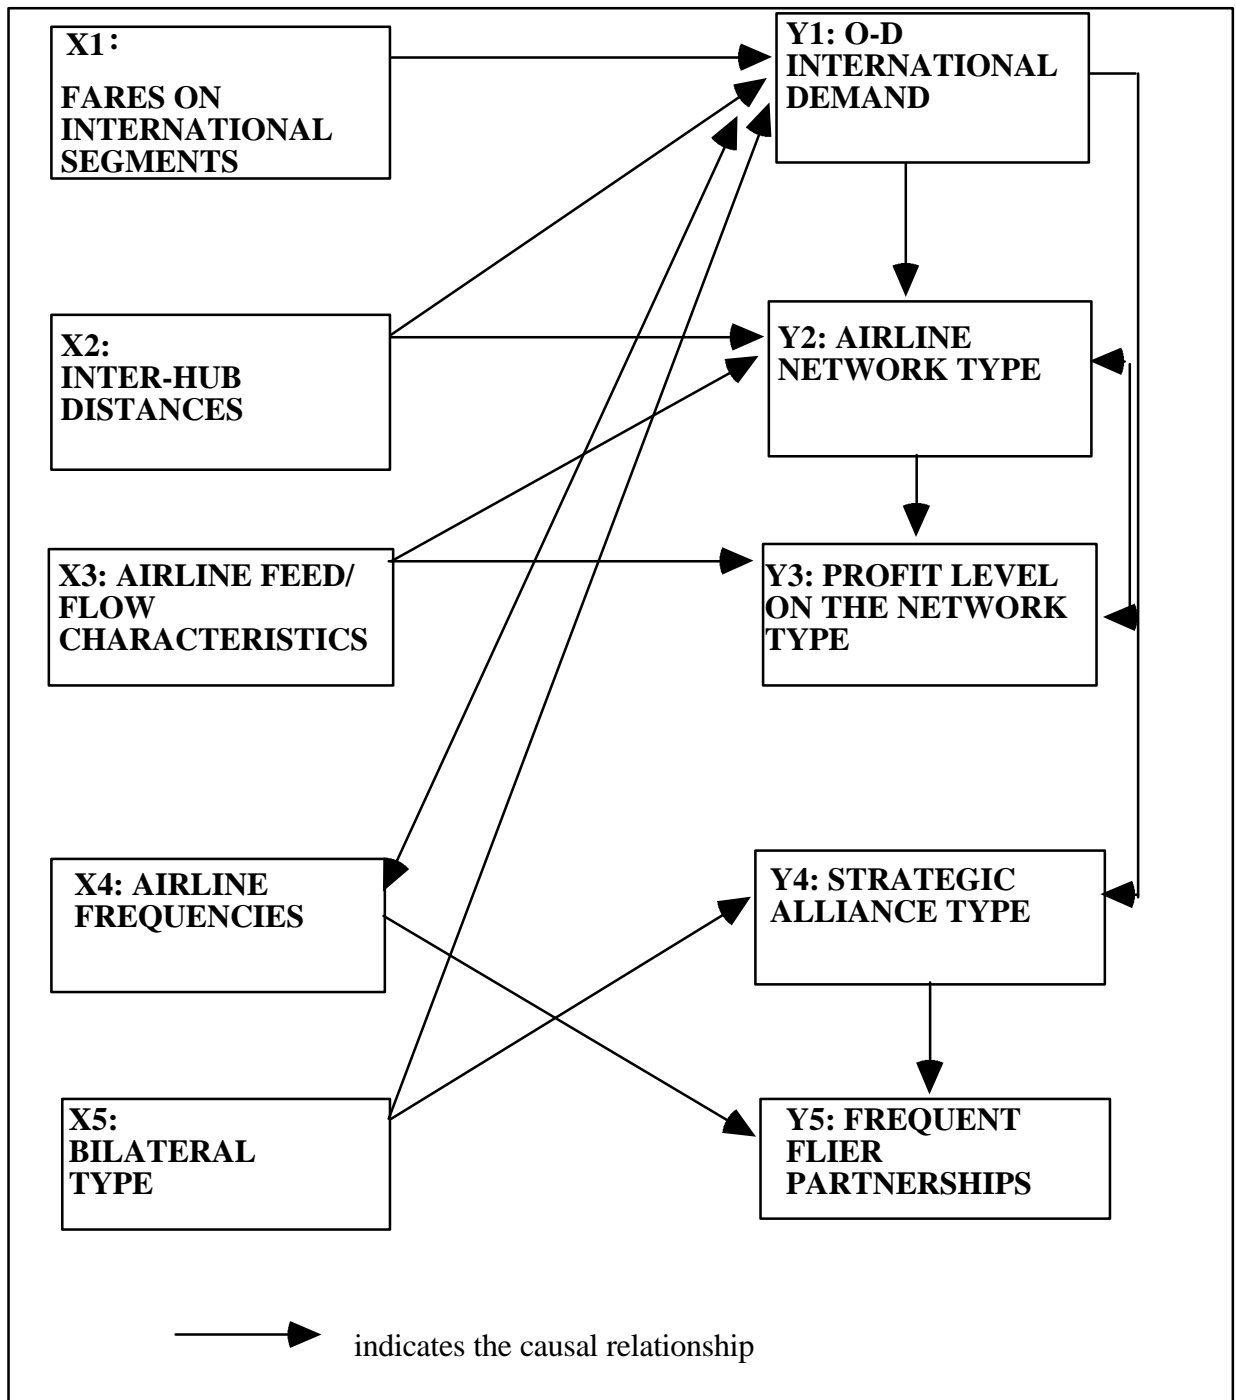 X1:
FARES ON
INTERNATIONAL
SEGMENTS
Y1: O-D
INTERNATIONAL
DEMAND
X2:
INTER-HUB
DISTANCES
Y2: AIRLINE
NETWORK TYPE
X3: AIRLINE FEED/
FLOW
CHARACTERISTICS
Y3: PROFIT LEVEL
ON THE NETWORK
TYPE
X4: AIRLINE
FREQUENCIES
Y4: STRATEGIC
ALLIANCE TYPE
X5:
BILATERAL
TYPE
Y5: FREQUENT
FLIER
PARTNERSHIPS
indicates the causal relationship